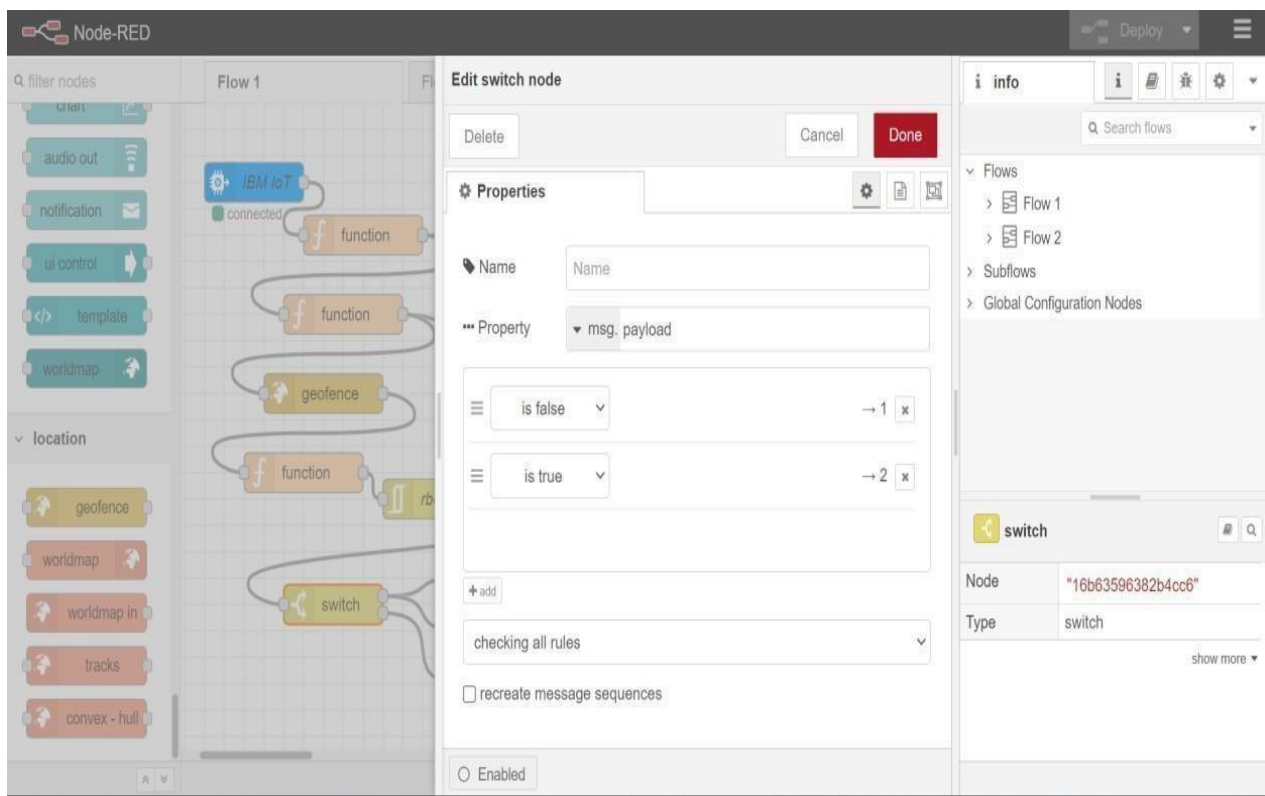 Node-RED
Deploy
filter nodes
Flow 1
Edit switch node
i info
i
Search flows
chart
audio out
notification
ui control
</> template
worldmap
location
geofence
worldmap
worldmap in
tracks
convex - hull
IBM IoT
connected
f function
f function
geofence
f function
rb
switch
Delete
Cancel
Done
Properties
Name
Name
Property
msg. payload
is false
→ 1 x
is true
→ 2 x
+ add
checking all rules
recreate message sequences
Enabled
Flows
Flow 1
Flow 2
Subflows
Global Configuration Nodes
switch
Node
"16b63596382b4cc6"
Type
switch
show more